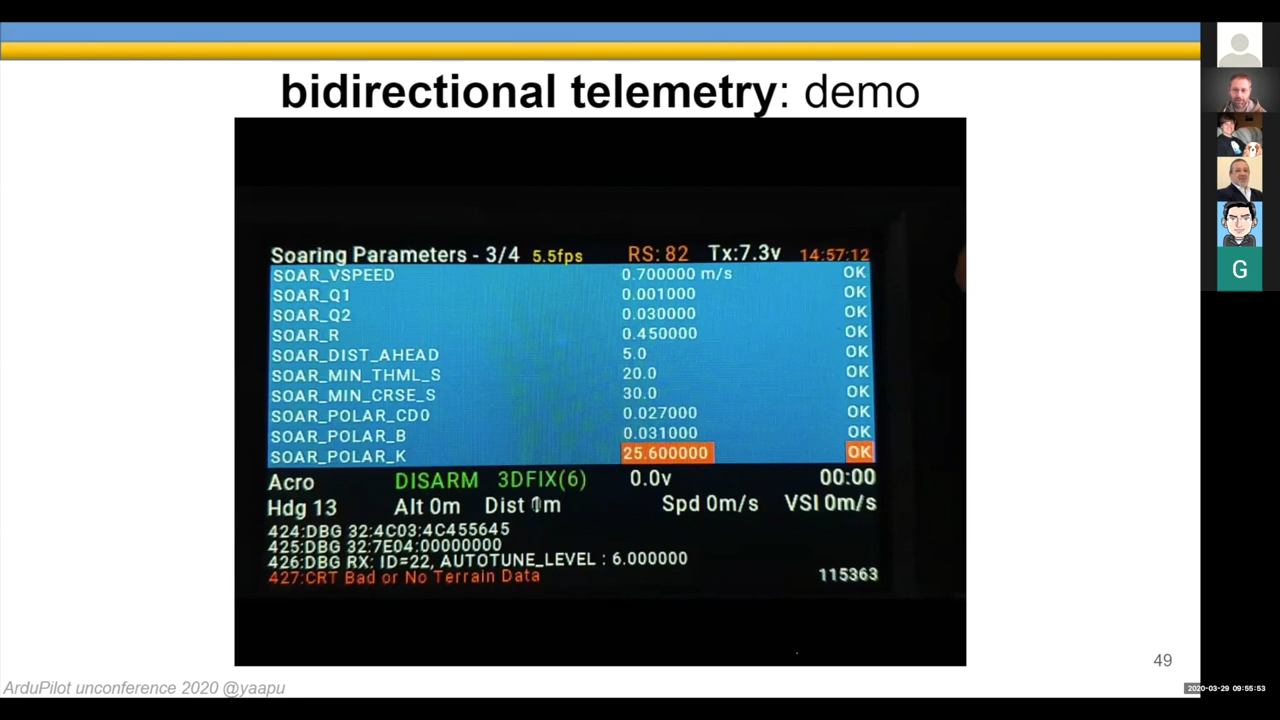 bidirectional telemetry: demo
Soaring Parameters - 3/4 5.5fps RS: 82 Tx:7.3v 14:57:12
SOAR_VSPEED 0.700000 m/s OK
SOAR_Q1 0.001000 OK
SOAR_Q2 0.030000 OK
SOAR_R 0.450000 OK
SOAR_DIST_AHEAD 5.0 OK
SOAR_MIN_THML_S 20.0 OK
SOAR_MIN_CRSE_S 30.0 OK
SOAR_POLAR_CD0 0.027000 OK
SOAR_POLAR_B 0.031000 OK
SOAR_POLAR_K 25.600000 OK
Acro DISARM 3DFIX(6) 0.0v 00:00
Hdg 13 Alt 0m Dist 0m Spd 0m/s VSI 0m/s
424:DBG 32:4C03:4C455645
425:DBG 32:7E04:00000000
426:DBG RX: ID=22, AUTOTUNE_LEVEL : 6.000000
427:CRT Bad or No Terrain Data 115363
49
ArduPilot unconference 2020 @yaapu
G
2020-03-29 09:55:53